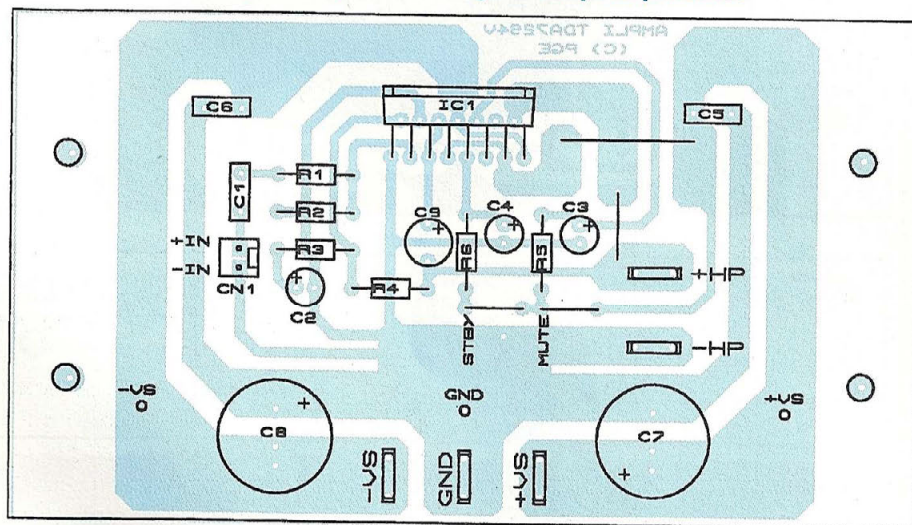 AMPLI TDA7294V
(C) PGE
C6
IC1
C5
C1
R1
R2
R3
R4
C9
C4
C3
R6
R5
+IN
-IN
CN1
C2
+HP
-HP
STBY
MUTE
-VS
GND
+VS
C8
C7
-VS
GND
+VS